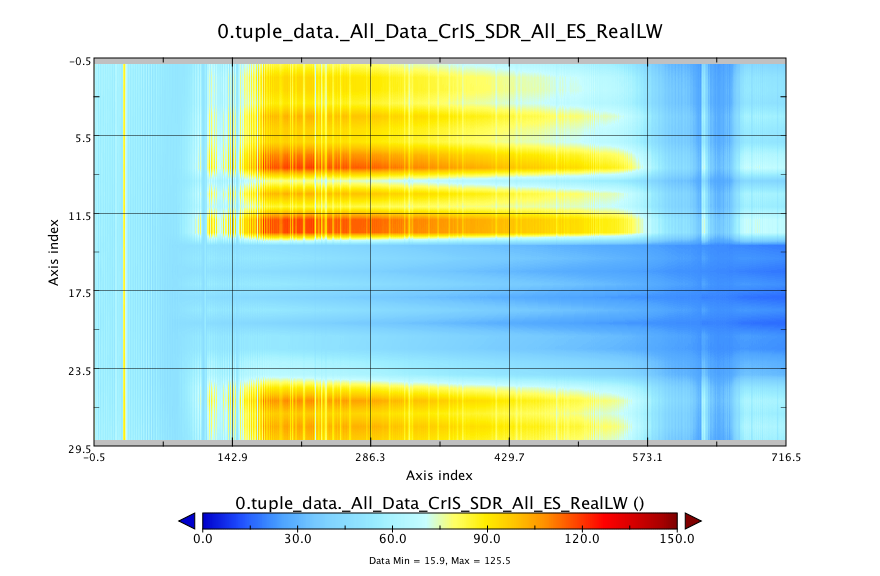 0.tuple_data._All_Data_CrIS_SDR_All_ES_RealLW
-0.5
5.5
11.5
17.5
23.5
29.5
Axis index
-0.5 142.9 286.3 429.7 573.1 716.5
Axis index
0.tuple_data._All_Data_CrIS_SDR_All_ES_RealLW ()
0.0 30.0 60.0 90.0 120.0 150.0
Data Min = 15.9, Max = 125.5